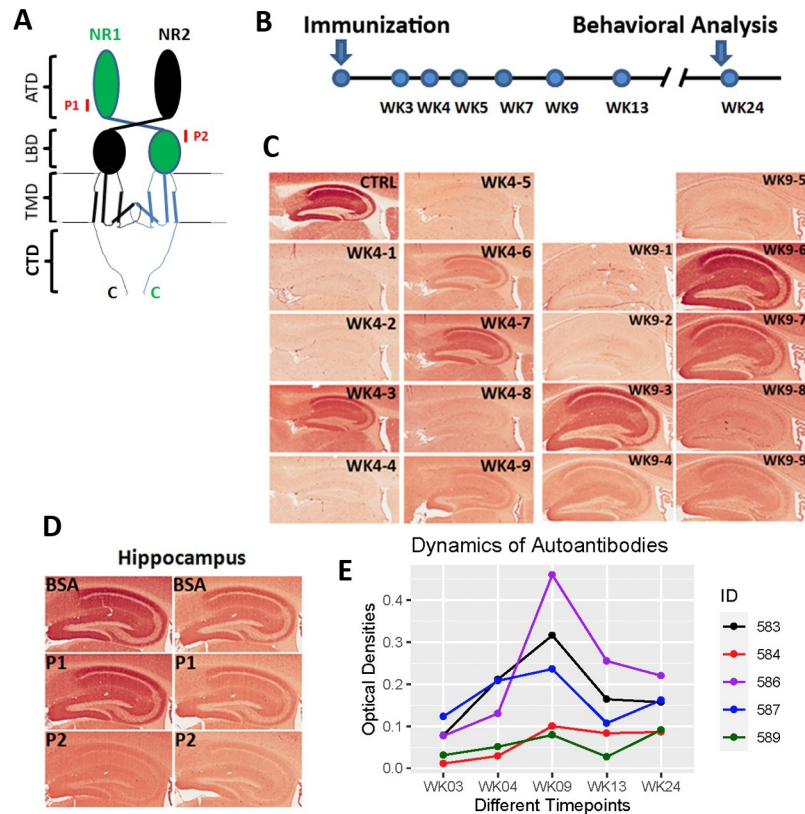 A
NR1
NR2
ATD
P1
P2
LBD
TMD
CTD
C
C
B
Immunization
Behavioral Analysis
WK3
WK4
WK5
WK7
WK9
WK13
WK24
C
CTRL
WK4-5
WK9-5
WK4-1
WK4-6
WK9-1
WK9-6
WK4-2
WK4-7
WK9-2
WK9-7
WK4-3
WK4-8
WK9-3
WK9-8
WK4-4
WK4-9
WK9-4
WK9-9
D
Hippocampus
BSA
BSA
P1
P1
P2
P2
E
Dynamics of Autoantibodies
Optical Densities
0.4
0.3
0.2
0.1
0.0
WK03
WK04
WK09
WK13
WK24
Different Timepoints
ID
583
584
586
587
589